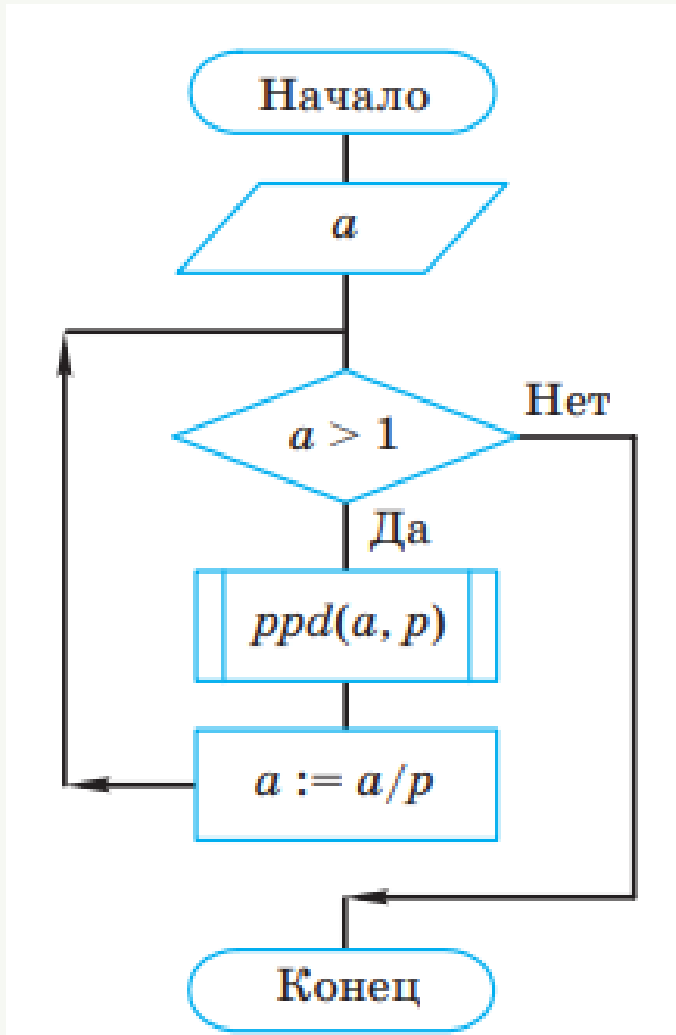 Начало
a
a > 1
Нет
Да
ppd(a, p)
a := a/p
Конец